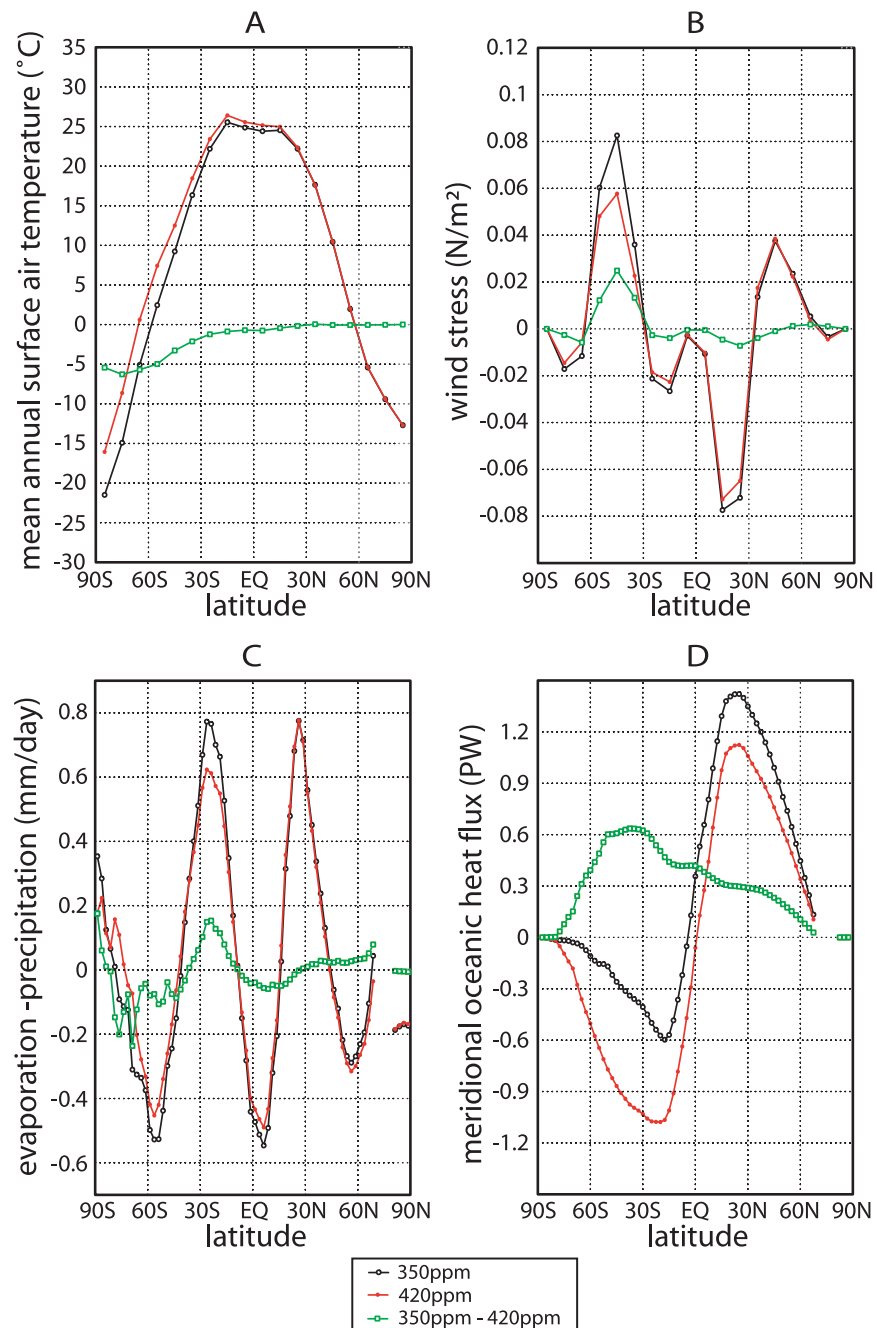 A
mean annual surface air temperature (°C)
35
30
25
20
15
10
5
0
-5
-10
-15
-20
-25
-30
90S 60S 30S EQ 30N 60N 90N
latitude
B
wind stress (N/m²)
0.12
0.1
0.08
0.06
0.04
0.02
0
-0.02
-0.04
-0.06
-0.08
90S 60S 30S EQ 30N 60N 90N
latitude
C
evaporation -precipitation (mm/day)
0.8
0.6
0.4
0.2
0
-0.2
-0.4
-0.6
90S 60S 30S EQ 30N 60N 90N
latitude
D
meridional oceanic heat flux (PW)
1.2
0.9
0.6
0.3
0
-0.3
-0.6
-0.9
-1.2
90S 60S 30S EQ 30N 60N 90N
latitude
350ppm
420ppm
350ppm - 420ppm